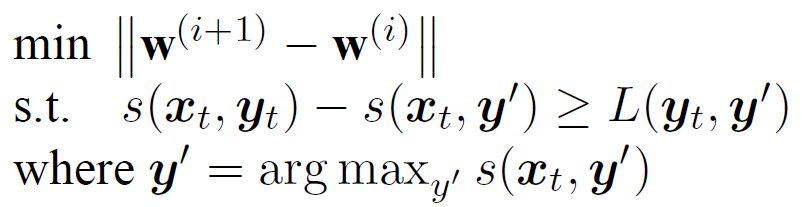 min ||w^(i+1) − w^(i)||
s.t. s(x_t, y_t) − s(x_t, y′) ≥ L(y_t, y′)
where y′ = arg max_y′ s(x_t, y′)